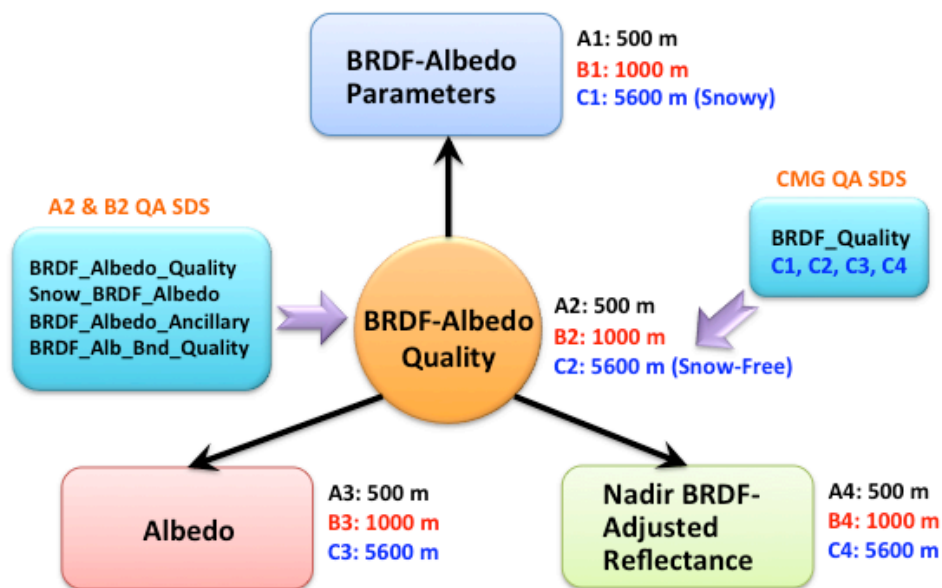 BRDF-Albedo
Parameters
A1: 500 m
B1: 1000 m
C1: 5600 m (Snowy)
A2 & B2 QA SDS
BRDF_Albedo_Quality
Snow_BRDF_Albedo
BRDF_Albedo_Ancillary
BRDF_Alb_Bnd_Quality
CMG QA SDS
BRDF_Quality
C1, C2, C3, C4
BRDF-Albedo
Quality
A2: 500 m
B2: 1000 m
C2: 5600 m (Snow-Free)
Albedo
A3: 500 m
B3: 1000 m
C3: 5600 m
Nadir BRDF-
Adjusted
Reflectance
A4: 500 m
B4: 1000 m
C4: 5600 m